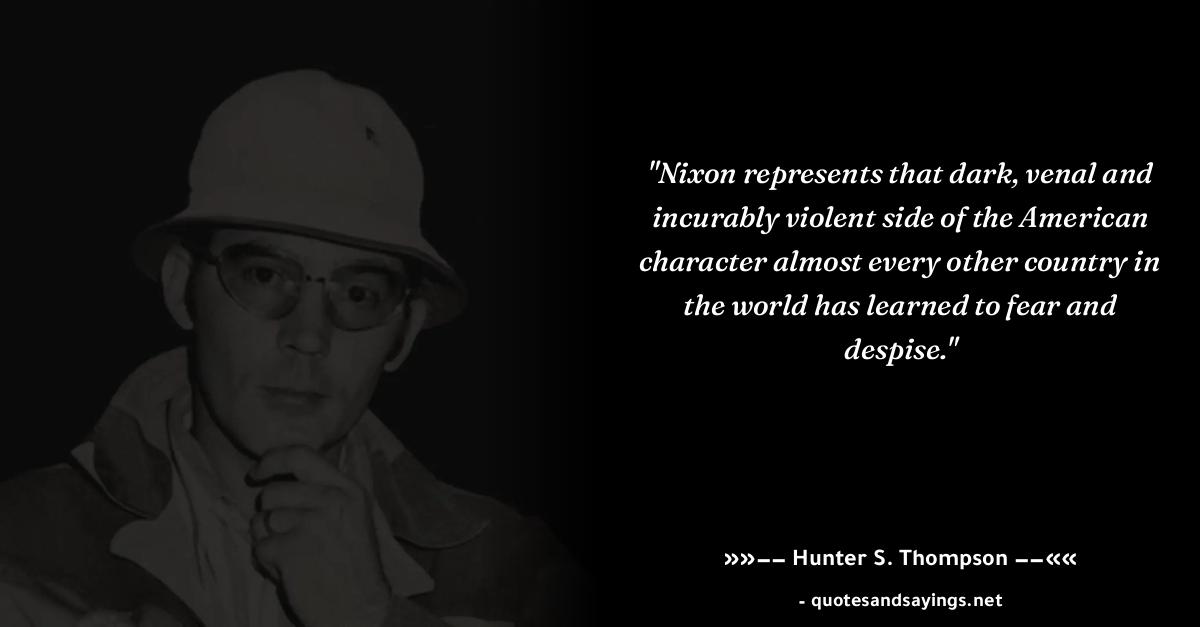 "Nixon represents that dark, venal and
incurably violent side of the American
character almost every other country in
the world has learned to fear and
despise."
»»–– Hunter S. Thompson ––««
- quotesandsayings.net